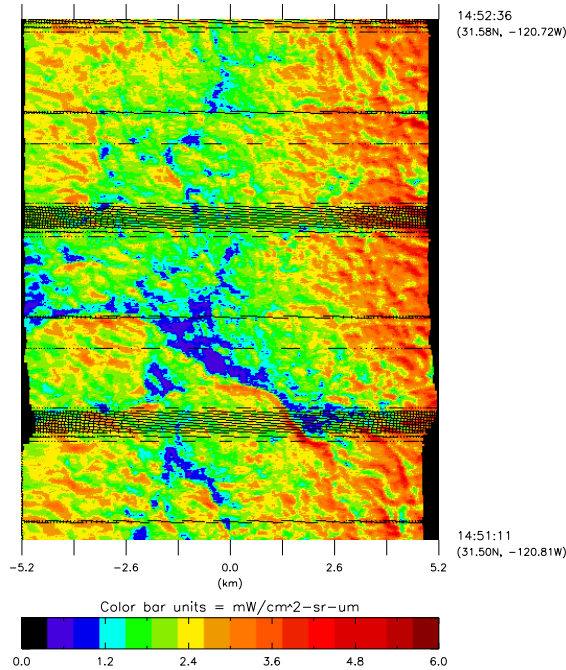 14:52:36
(31.58N, -120.72W)
14:51:11
(31.50N, -120.81W)
-5.2 -2.6 0.0 2.6 5.2
(km)
Color bar units = mW/cm^2-sr-um
0.0 1.2 2.4 3.6 4.8 6.0